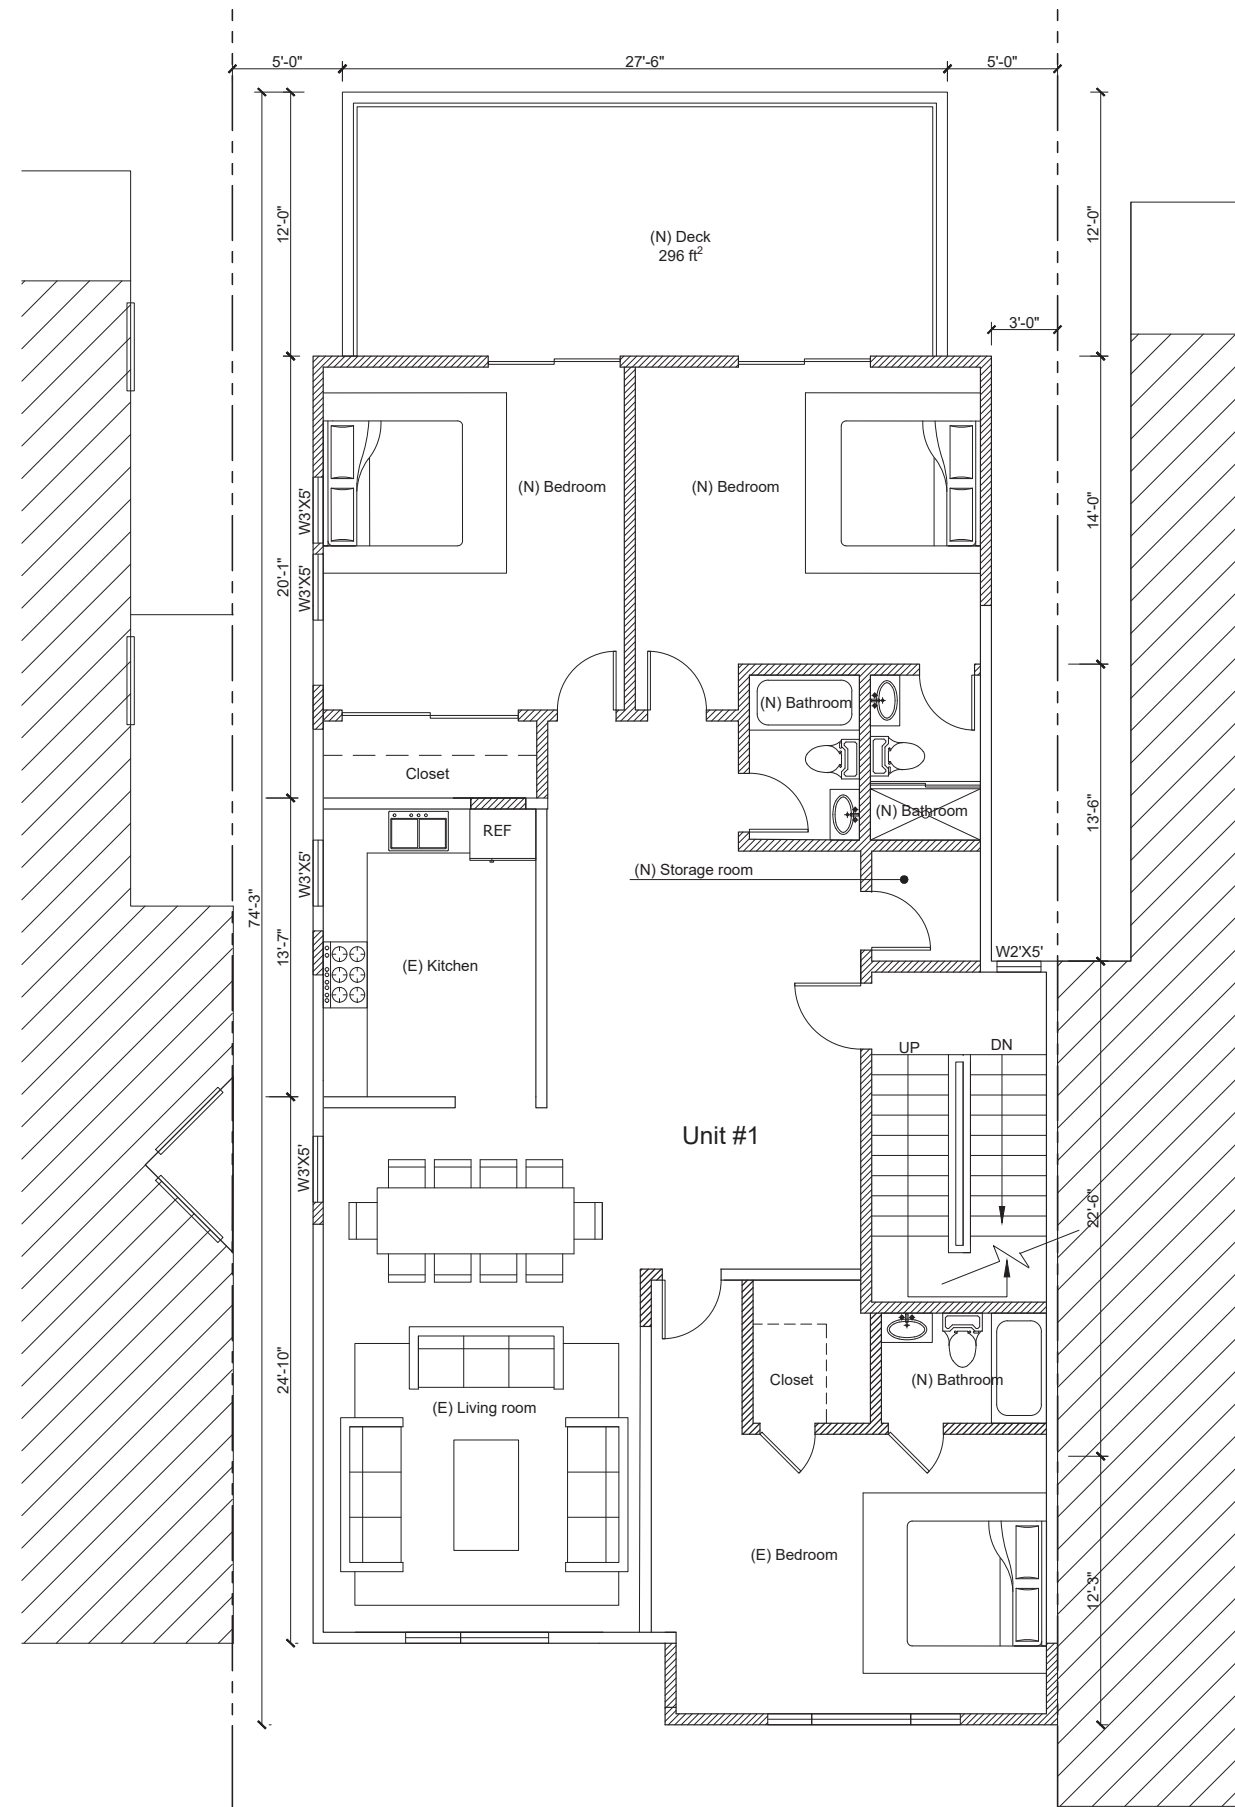 5'-0"
27'-6"
5'-0"
12'-0"
12'-0"
(N) Deck
296 ft²
3'-0"
(N) Bedroom
(N) Bedroom
W3'X5'
14'-0"
20'-1"
W3'X5'
(N) Bathroom
Closet
(N) Bathroom
REF
13'-6"
(N) Storage room
W3'X5'
74'-3"
13'-7"
(E) Kitchen
W2'X5'
UP
DN
Unit #1
W3'X5'
22'-6"
24'-10"
Closet
(N) Bathroom
(E) Living room
(E) Bedroom
12'-3"